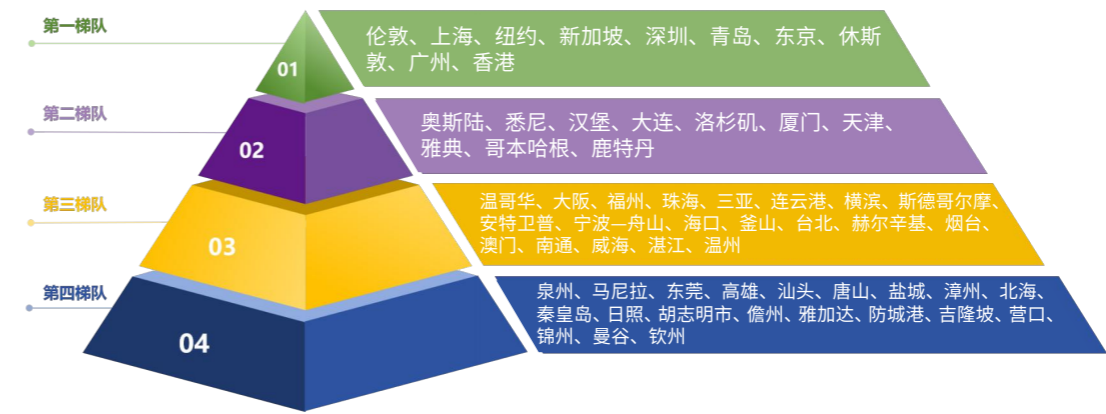 第一梯队
01
伦敦、上海、纽约、新加坡、深圳、青岛、东京、休斯
敦、广州、香港
第二梯队
02
奥斯陆、悉尼、汉堡、大连、洛杉矶、厦门、天津、
雅典、哥本哈根、鹿特丹
第三梯队
03
温哥华、大阪、福州、珠海、三亚、连云港、横滨、斯德哥尔摩、
安特卫普、宁波—舟山、海口、釜山、台北、赫尔辛基、烟台、
澳门、南通、威海、湛江、温州
第四梯队
04
泉州、马尼拉、东莞、高雄、汕头、唐山、盐城、漳州、北海、
秦皇岛、日照、胡志明市、儋州、雅加达、防城港、吉隆坡、营口、
锦州、曼谷、钦州